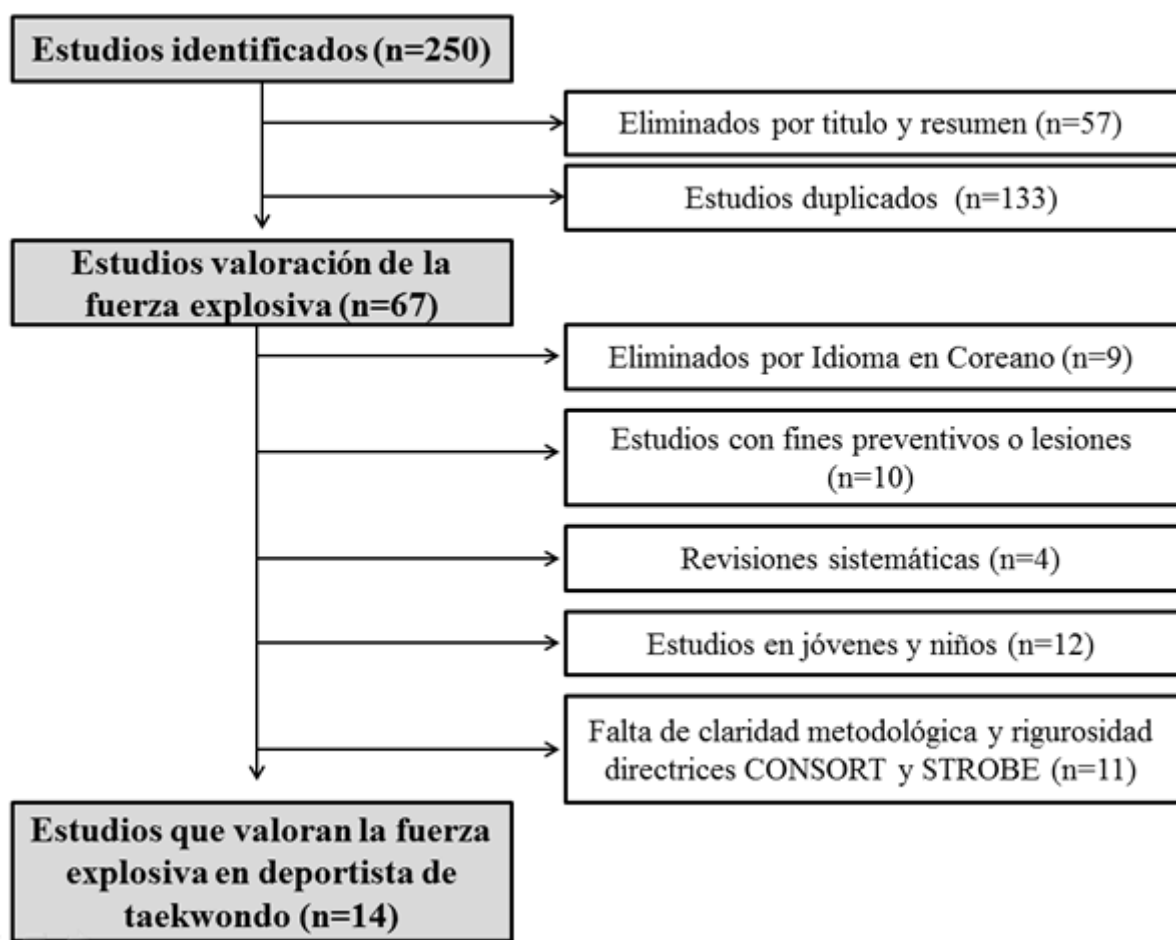 Estudios identificados (n=250)
Eliminados por titulo y resumen (n=57)
Estudios duplicados (n=133)
Estudios valoración de la
fuerza explosiva (n=67)
Eliminados por Idioma en Coreano (n=9)
Estudios con fines preventivos o lesiones
(n=10)
Revisiones sistemáticas (n=4)
Estudios en jóvenes y niños (n=12)
Falta de claridad metodológica y rigurosidad
directrices CONSORT y STROBE (n=11)
Estudios que valoran la fuerza
explosiva en deportista de
taekwondo (n=14)